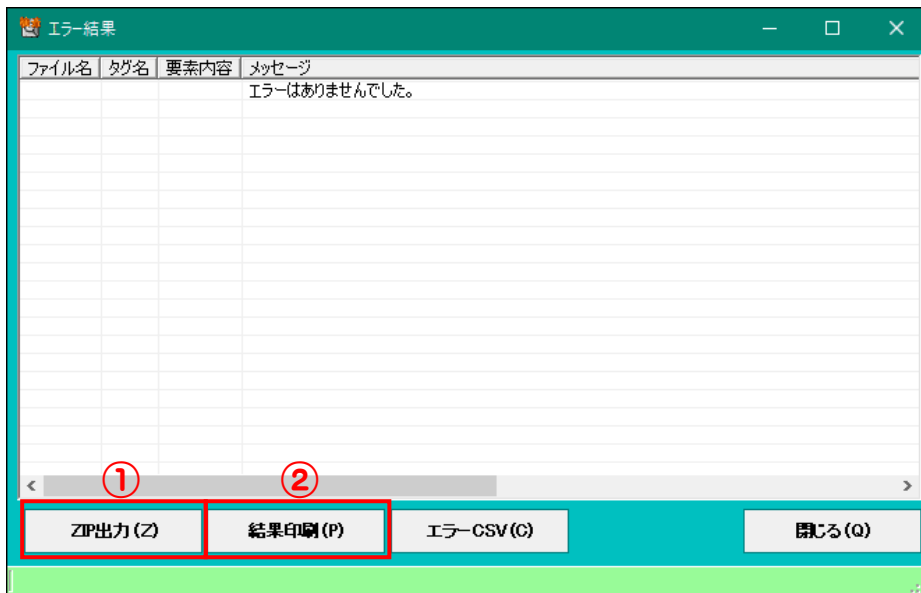 エラー結果
ファイル名 タグ名 要素内容 メッセージ
エラーはありませんでした。
① ②
ZIP出力(Z) 結果印刷(P) エラーCSV(C) 閉じる(Q)